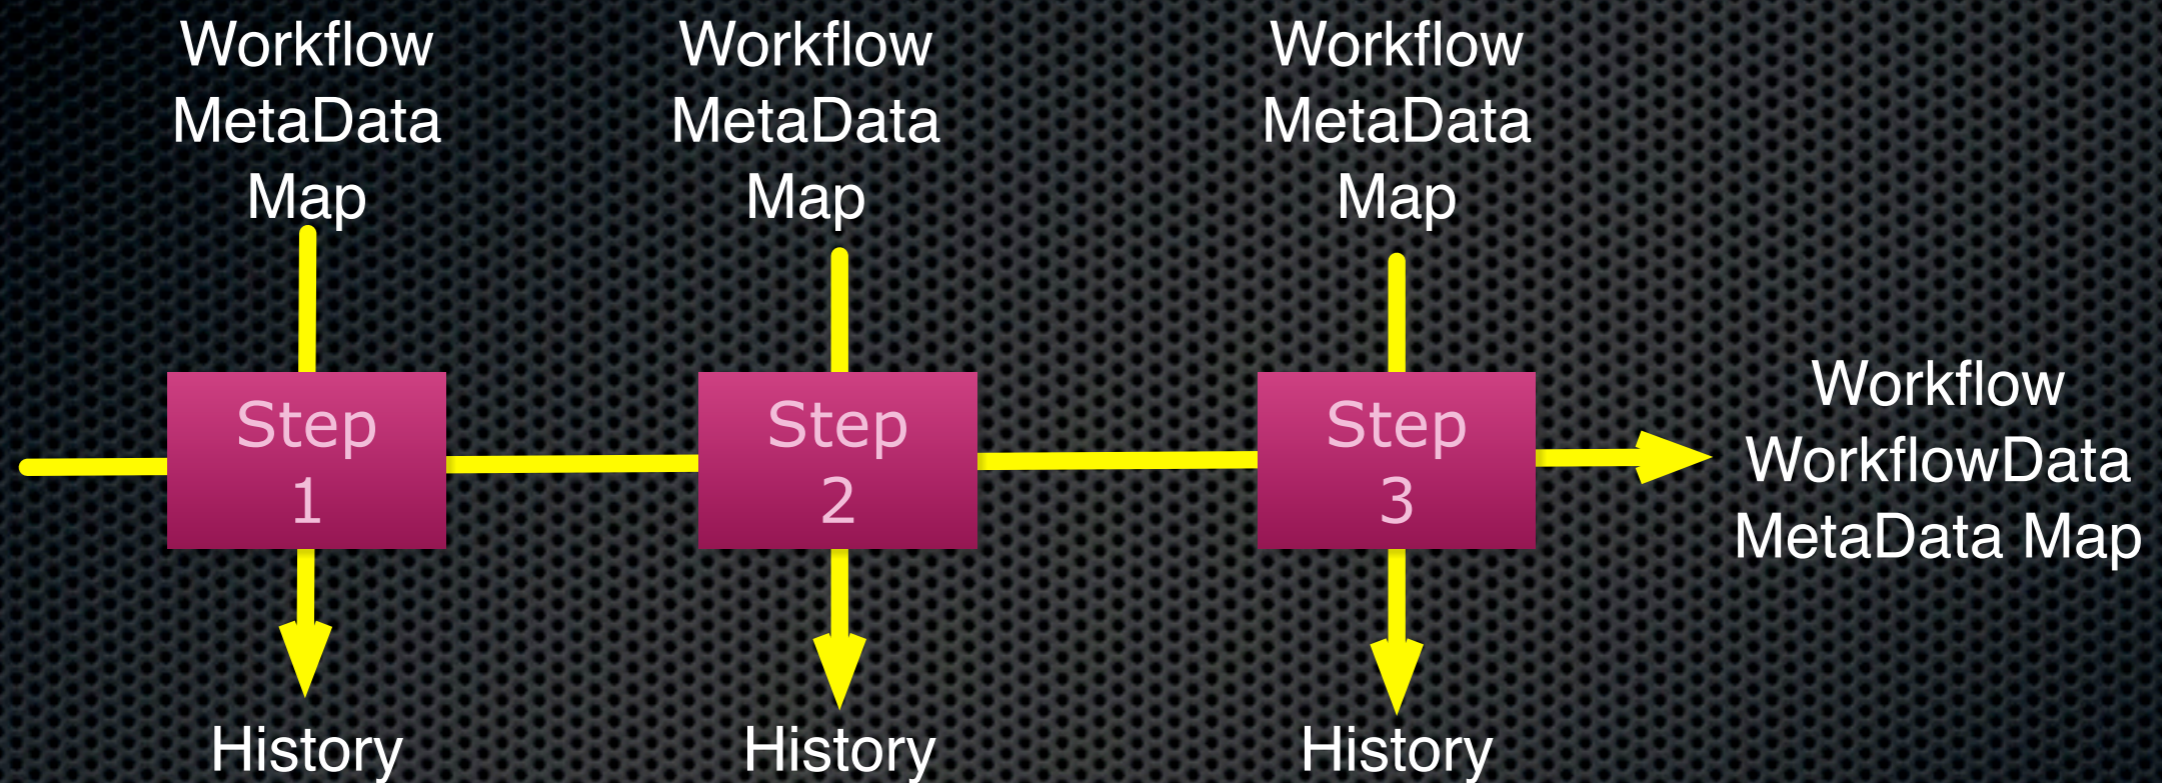 Workflow
MetaData
Map
Workflow
MetaData
Map
Workflow
MetaData
Map
Step
1
Step
2
Step
3
Workflow
WorkflowData
MetaData Map
History
History
History